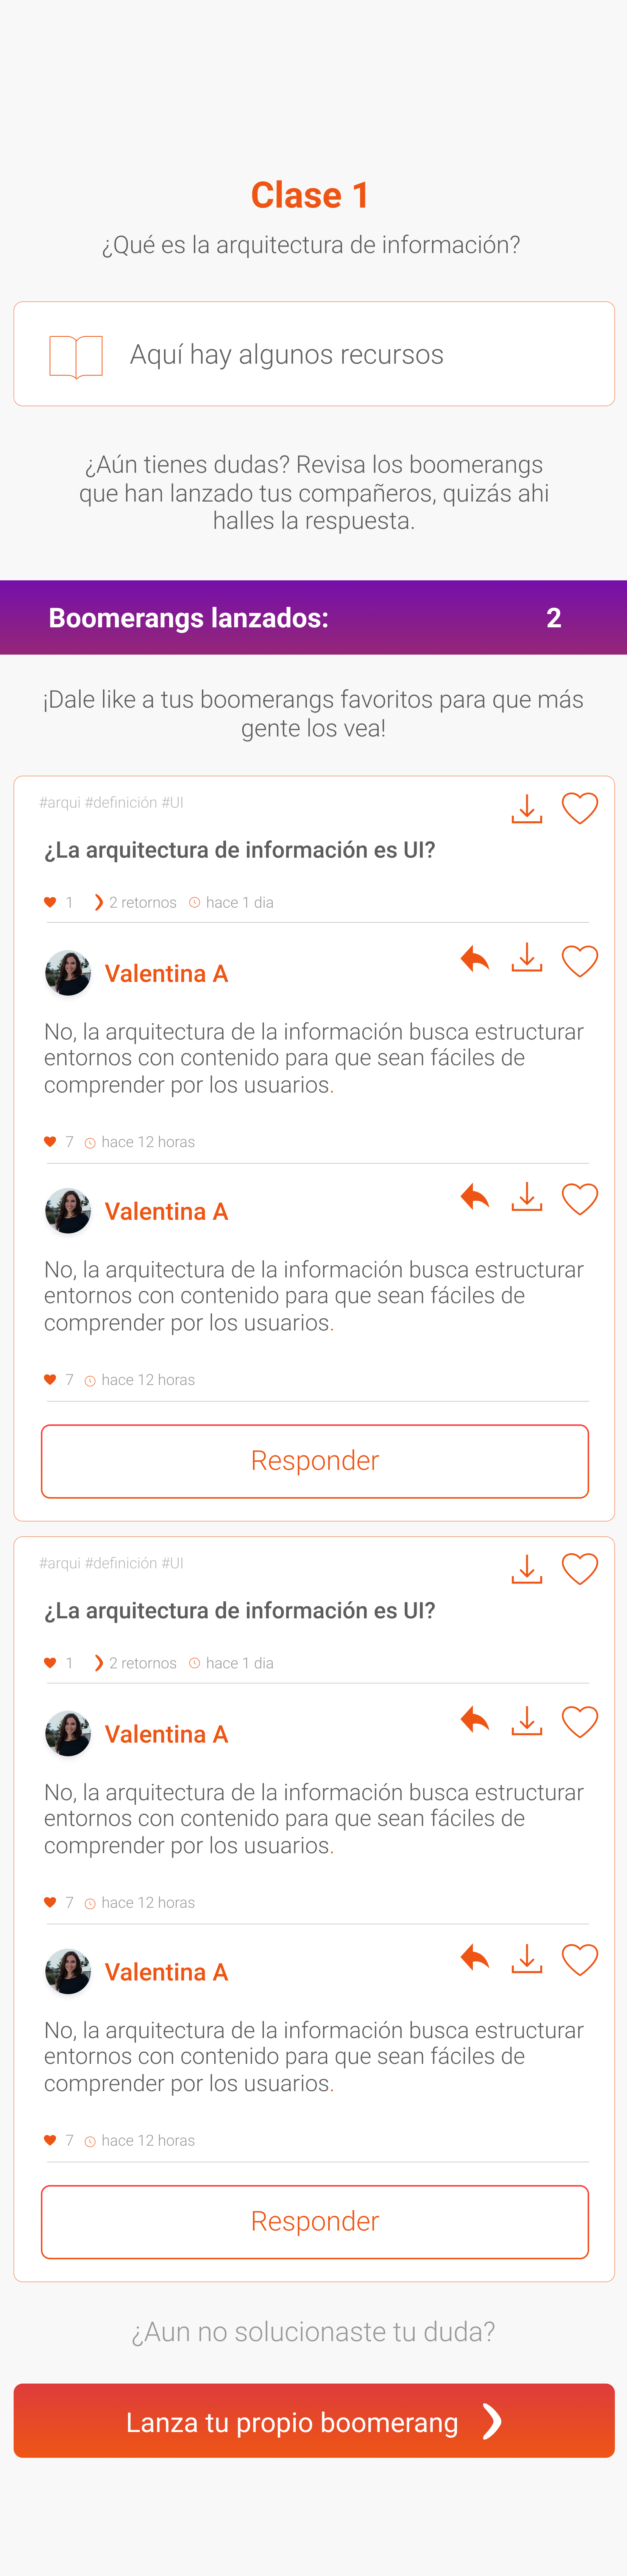 Clase 1
¿Qué es la arquitectura de información?
Aquí hay algunos recursos
¿Aún tienes dudas? Revisa los boomerangs
que han lanzado tus compañeros, quizás ahi
halles la respuesta.
Boomerangs lanzados: 2
¡Dale like a tus boomerangs favoritos para que más
gente los vea!
#arqui #definición #UI
¿La arquitectura de información es UI?
1 2 retornos hace 1 dia
Valentina A
No, la arquitectura de la información busca estructurar
entornos con contenido para que sean fáciles de
comprender por los usuarios.
7 hace 12 horas
Valentina A
No, la arquitectura de la información busca estructurar
entornos con contenido para que sean fáciles de
comprender por los usuarios.
7 hace 12 horas
Responder
#arqui #definición #UI
¿La arquitectura de información es UI?
1 2 retornos hace 1 dia
Valentina A
No, la arquitectura de la información busca estructurar
entornos con contenido para que sean fáciles de
comprender por los usuarios.
7 hace 12 horas
Valentina A
No, la arquitectura de la información busca estructurar
entornos con contenido para que sean fáciles de
comprender por los usuarios.
7 hace 12 horas
Responder
¿Aun no solucionaste tu duda?
Lanza tu propio boomerang